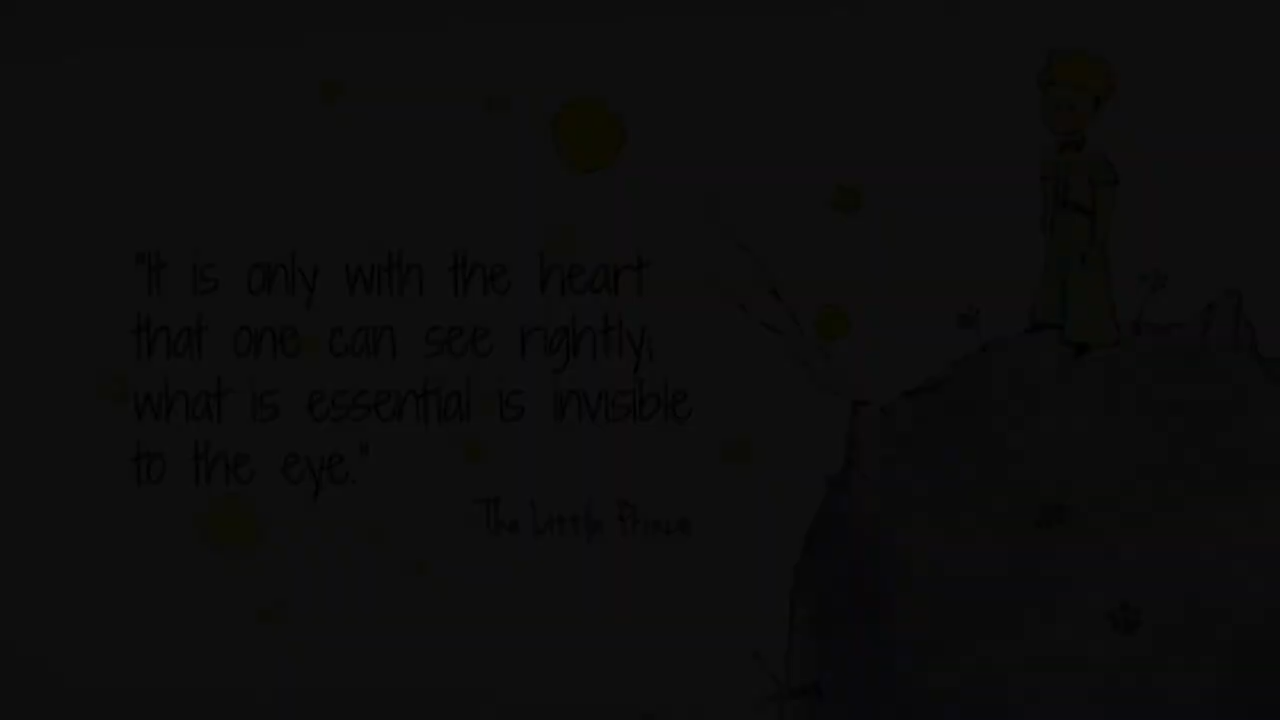 "It is only with the heart
that one can see rightly;
what is essential is invisible
to the eye."
The Little Prince